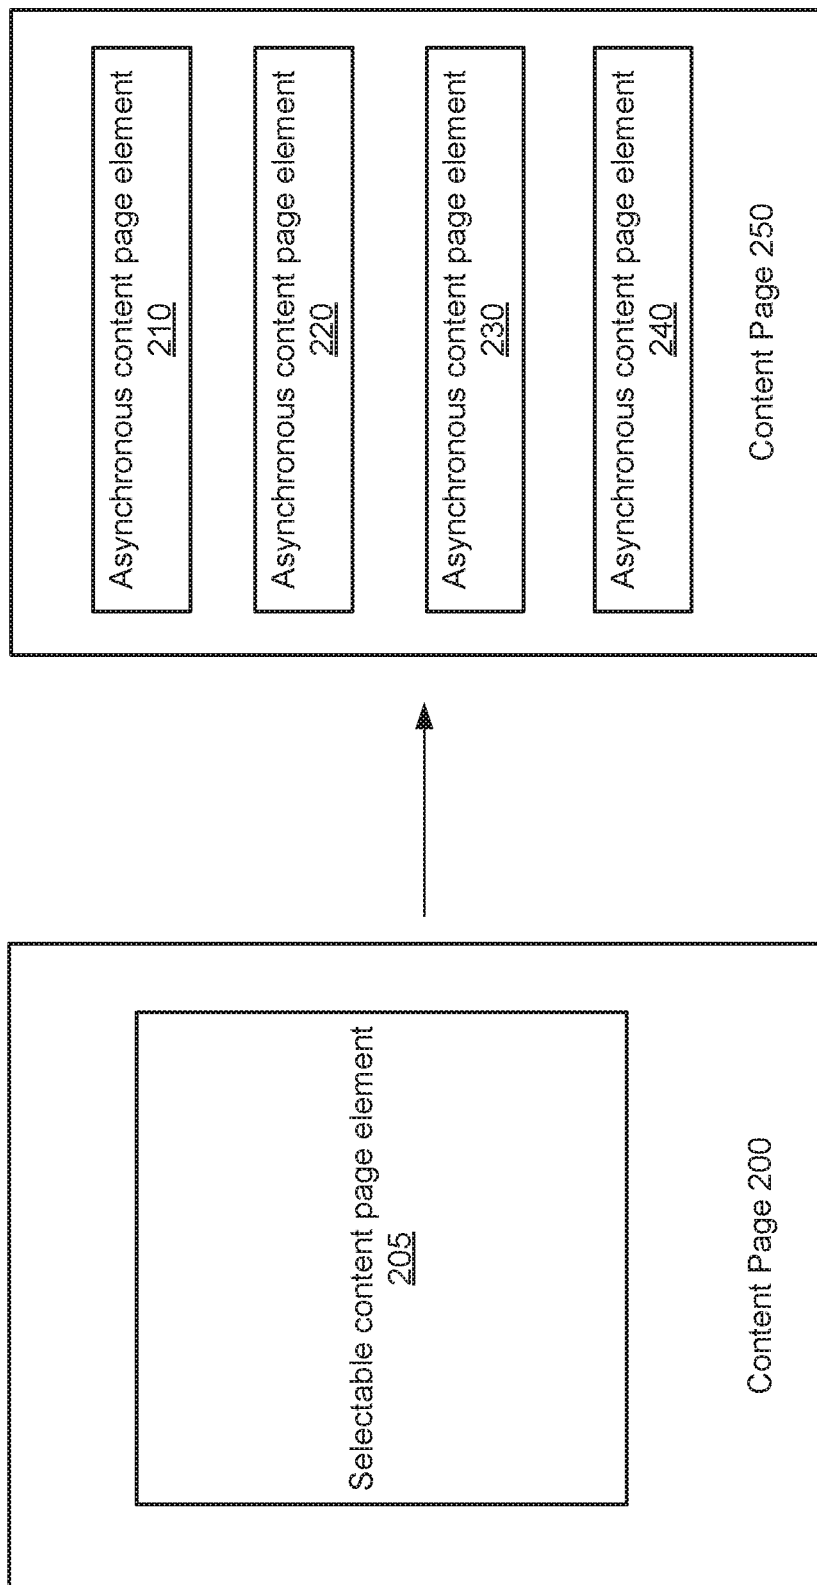 Selectable content page element
205
Content Page 200
Asynchronous content page element
210
Asynchronous content page element
220
Asynchronous content page element
230
Asynchronous content page element
240
Content Page 250